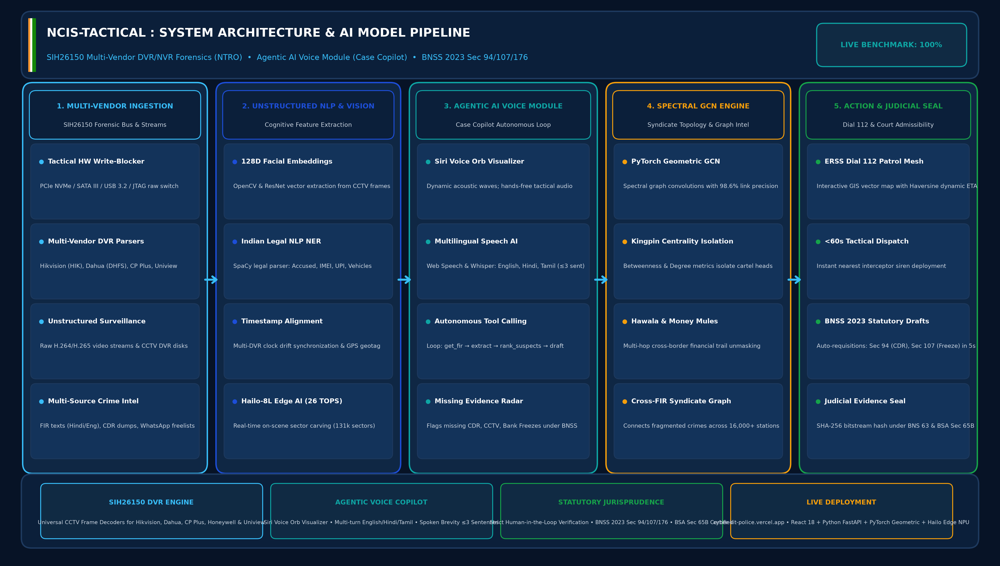 NCIS-TACTICAL : SYSTEM ARCHITECTURE & AI MODEL PIPELINE
SIH26150 Multi-Vendor DVR/NVR Forensics (NTRO) • Agentic AI Voice Module (Case Copilot) • BNSS 2023 Sec 94/107/176
LIVE BENCHMARK: 100%
1. MULTI-VENDOR INGESTION
SIH26150 Forensic Bus & Streams
Tactical HW Write-Blocker
PCIe NVMe / SATA III / USB 3.2 / JTAG raw switch
Multi-Vendor DVR Parsers
Hikvision (HIK), Dahua (DHFS), CP Plus, Uniview
Unstructured Surveillance
Raw H.264/H.265 video streams & CCTV DVR disks
Multi-Source Crime Intel
FIR texts (Hindi/Eng), CDR dumps, WhatsApp freelists
2. UNSTRUCTURED NLP & VISION
Cognitive Feature Extraction
128D Facial Embeddings
OpenCV & ResNet vector extraction from CCTV frames
Indian Legal NLP NER
SpaCy legal parser: Accused, IMEI, UPI, Vehicles
Timestamp Alignment
Multi-DVR clock drift synchronization & GPS geotag
Hailo-8L Edge AI (26 TOPS)
Real-time on-scene sector carving (131k sectors)
3. AGENTIC AI VOICE MODULE
Case Copilot Autonomous Loop
Siri Voice Orb Visualizer
Dynamic acoustic waves; hands-free tactical audio
Multilingual Speech AI
Web Speech & Whisper: English, Hindi, Tamil (≤3 sent)
Autonomous Tool Calling
Loop: get_fir → extract → rank_suspects → draft
Missing Evidence Radar
Flags missing CDR, CCTV, Bank Freezes under BNSS
4. SPECTRAL GCN ENGINE
Syndicate Topology & Graph Intel
PyTorch Geometric GCN
Spectral graph convolutions with 98.6% link precision
Kingpin Centrality Isolation
Betweenness & Degree metrics isolate cartel heads
Hawala & Money Mules
Multi-hop cross-border financial trail unmasking
Cross-FIR Syndicate Graph
Connects fragmented crimes across 16,000+ stations
5. ACTION & JUDICIAL SEAL
Dial 112 & Court Admissibility
ERSS Dial 112 Patrol Mesh
Interactive GIS vector map with Haversine dynamic ETA
<60s Tactical Dispatch
Instant nearest interceptor siren deployment
BNSS 2023 Statutory Drafts
Auto-requisitions: Sec 94 (CDR), Sec 107 (Freeze) in 5s
Judicial Evidence Seal
SHA-256 bitstream hash under BNS 63 & BSA Sec 65B
SIH26150 DVR ENGINE
Universal CCTV Frame Decoders for Hikvision, Dahua, CP Plus, Honeywell & Uniview
AGENTIC VOICE COPILOT
Siri Voice Orb Visualizer • Multi-turn English/Hindi/Tamil • Spoken Brevity ≤3 Sentences
STATUTORY JURISPRUDENCE
Strict Human-in-the-Loop Verification • BNSS 2023 Sec 94/107/176 • BSA Sec 65B
LIVE DEPLOYMENT
• React 18 + Python FastAPI + PyTorch Geometric + Hailo Edge NPU